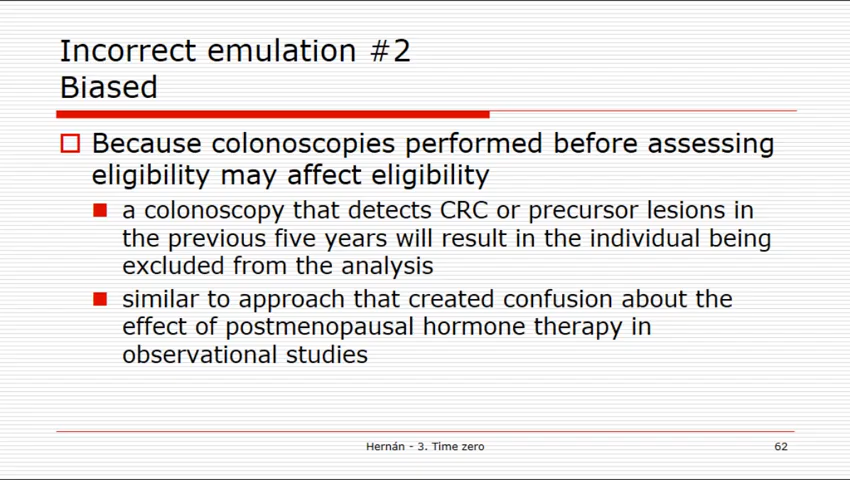 Incorrect emulation #2
Biased
Because colonoscopies performed before assessing
eligibility may affect eligibility
a colonoscopy that detects CRC or precursor lesions in
the previous five years will result in the individual being
excluded from the analysis
similar to approach that created confusion about the
effect of postmenopausal hormone therapy in
observational studies
Hernán - 3. Time zero
62